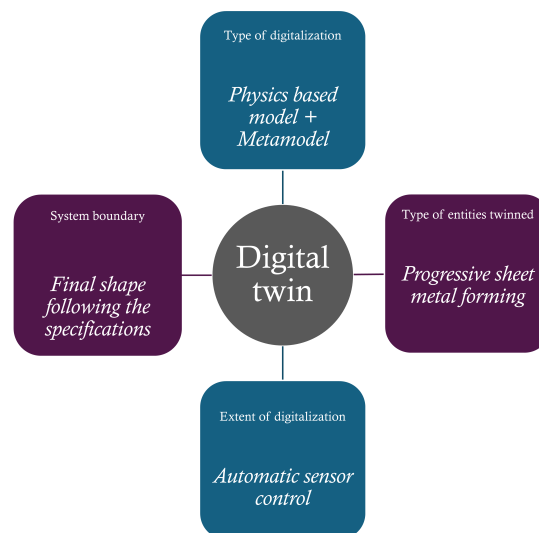 Type of digitalization
Physics based
model +
Metamodel
System boundary
Final shape
following the
specifications
Digital
twin
Type of entities twinned
Progressive sheet
metal forming
Extent of digitalization
Automatic sensor
control